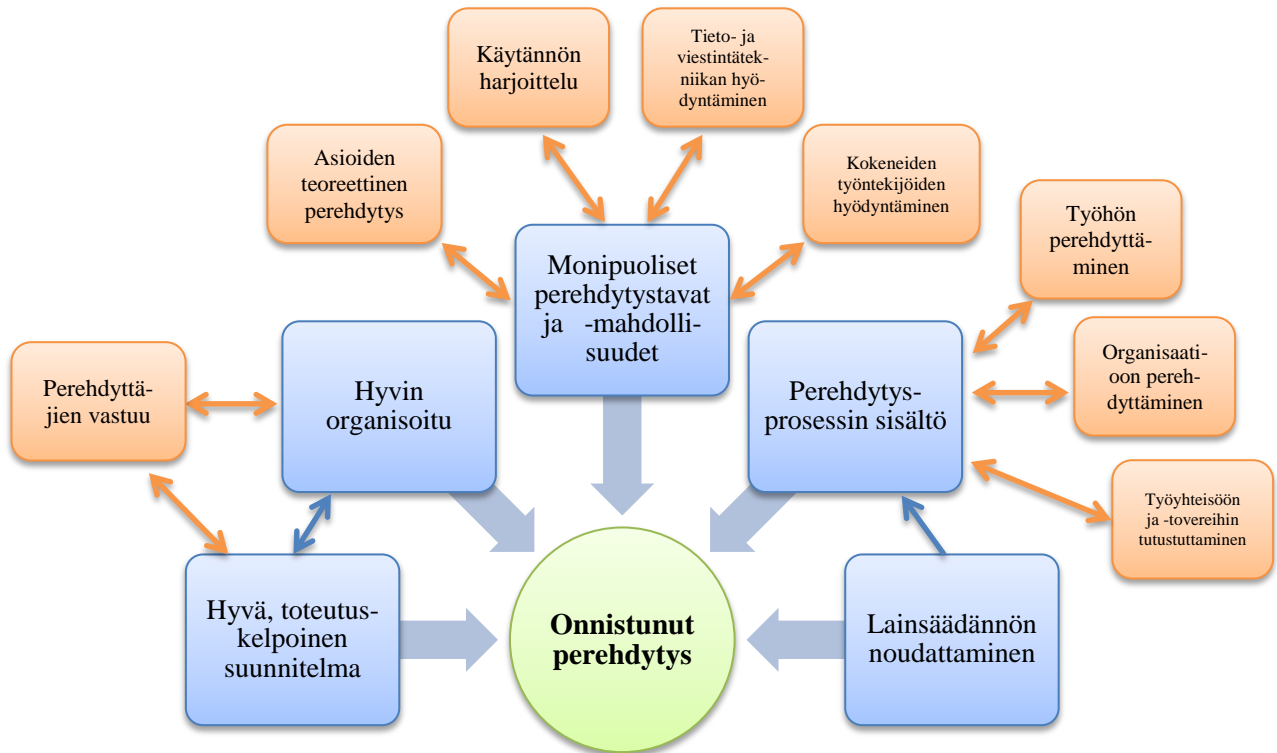 Käytännön
harjoittelu
Tieto- ja
viestintätek-
niikan hyö-
dyntäminen
Asioiden
teoreettinen
perehdytys
Kokeneiden
työntekijöiden
hyödyntäminen
Työhön
perehdyttä-
minen
Monipuoliset
perehdytystavat
ja -mahdolli-
suudet
Perehdyttä-
jien vastuu
Hyvin
organisoitu
Perehdytys-
prosessin sisältö
Organisaati-
oon pereh-
dyttäminen
Työyhteisöön
ja -tovereihin
tutustuttaminen
Hyvä, toteutus-
kelpoinen
suunnitelma
Onnistunut
perehdytys
Lainsäädännön
noudattaminen